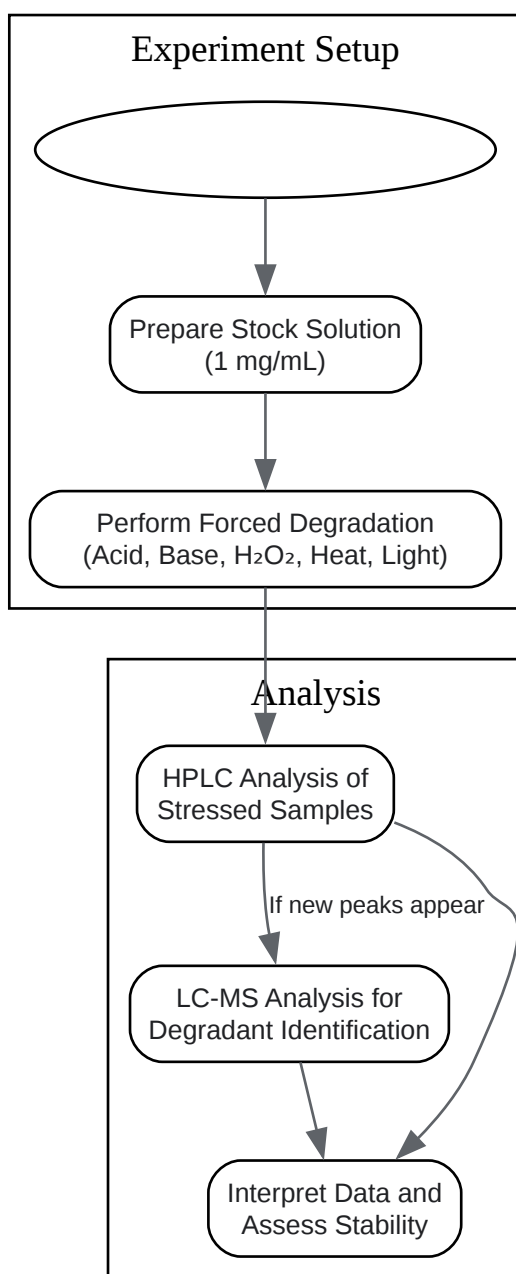 Experiment Setup
Prepare Stock Solution
(1 mg/mL)
Perform Forced Degradation
(Acid, Base, H₂O₂, Heat, Light)
Analysis
HPLC Analysis of
Stressed Samples
If new peaks appear
LC-MS Analysis for
Degradant Identification
Interpret Data and
Assess Stability